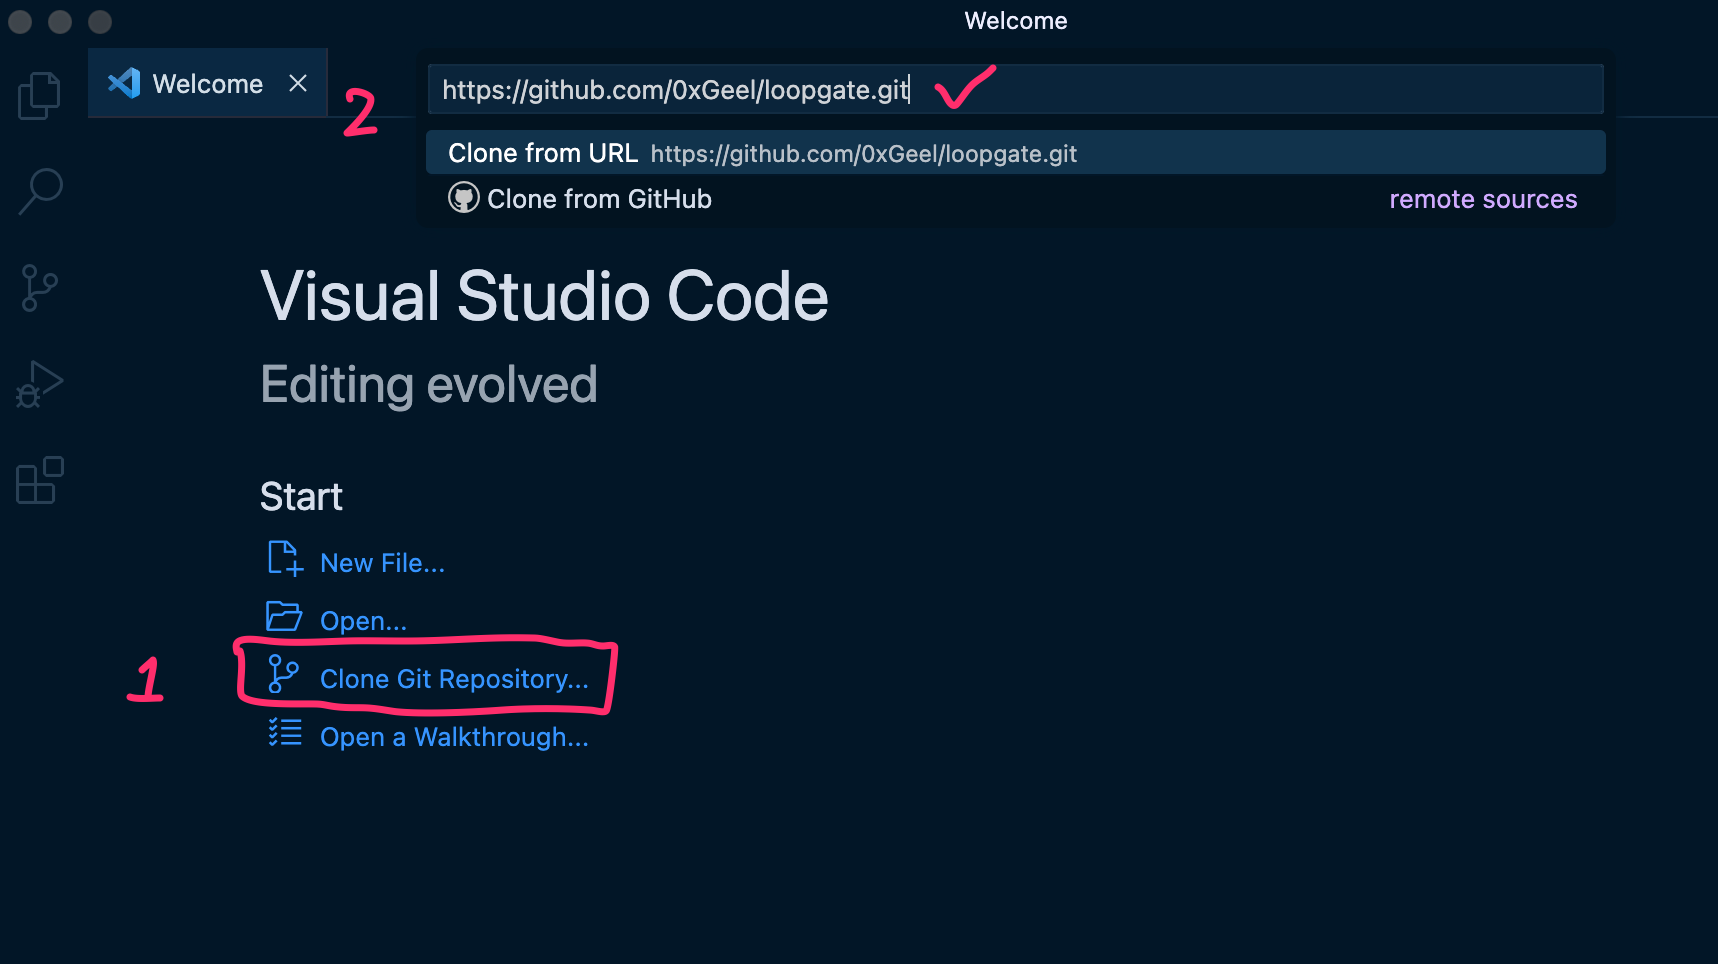 Welcome
Welcome
2
https://github.com/0xGeel/loopgate.git
Clone from URL https://github.com/0xGeel/loopgate.git
Clone from GitHub remote sources
Visual Studio Code
Editing evolved
Start
New File...
Open...
1
Clone Git Repository...
Open a Walkthrough...